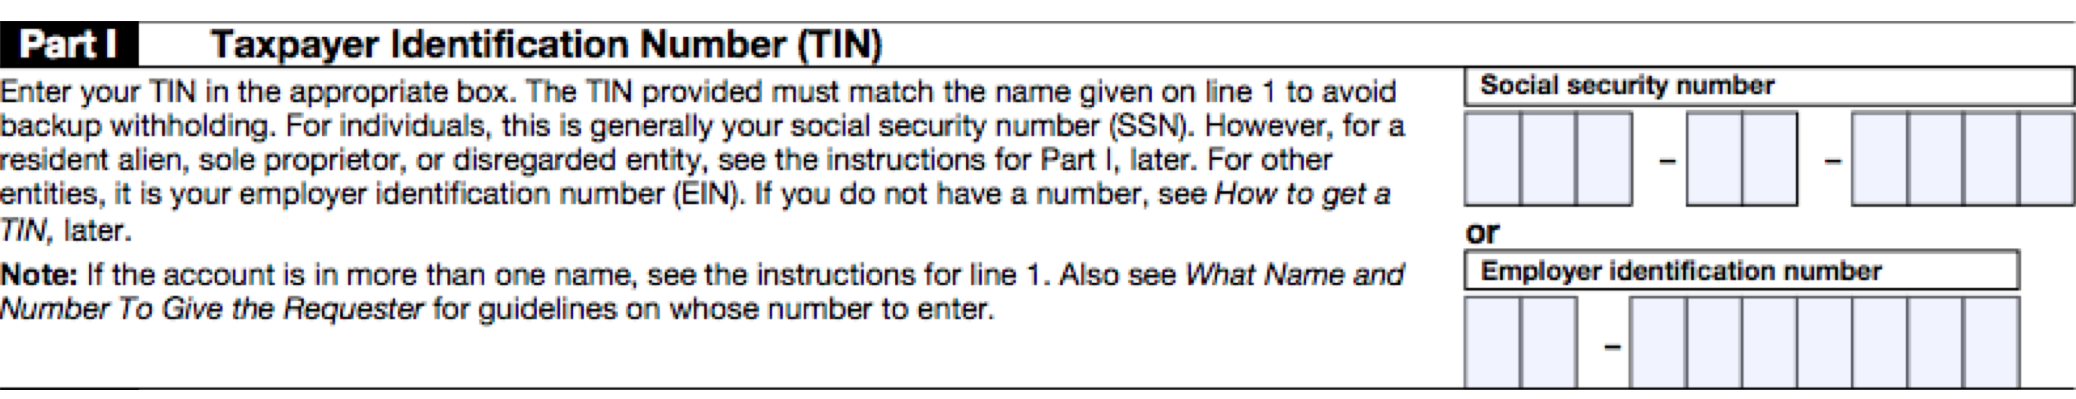 Part I Taxpayer Identification Number (TIN)
Enter your TIN in the appropriate box. The TIN provided must match the name given on line 1 to avoid
backup withholding. For individuals, this is generally your social security number (SSN). However, for a
resident alien, sole proprietor, or disregarded entity, see the instructions for Part I, later. For other
entities, it is your employer identification number (EIN). If you do not have a number, see How to get a
TIN, later.
Note: If the account is in more than one name, see the instructions for line 1. Also see What Name and
Number To Give the Requester for guidelines on whose number to enter.
Social security number
– –
or
Employer identification number
–